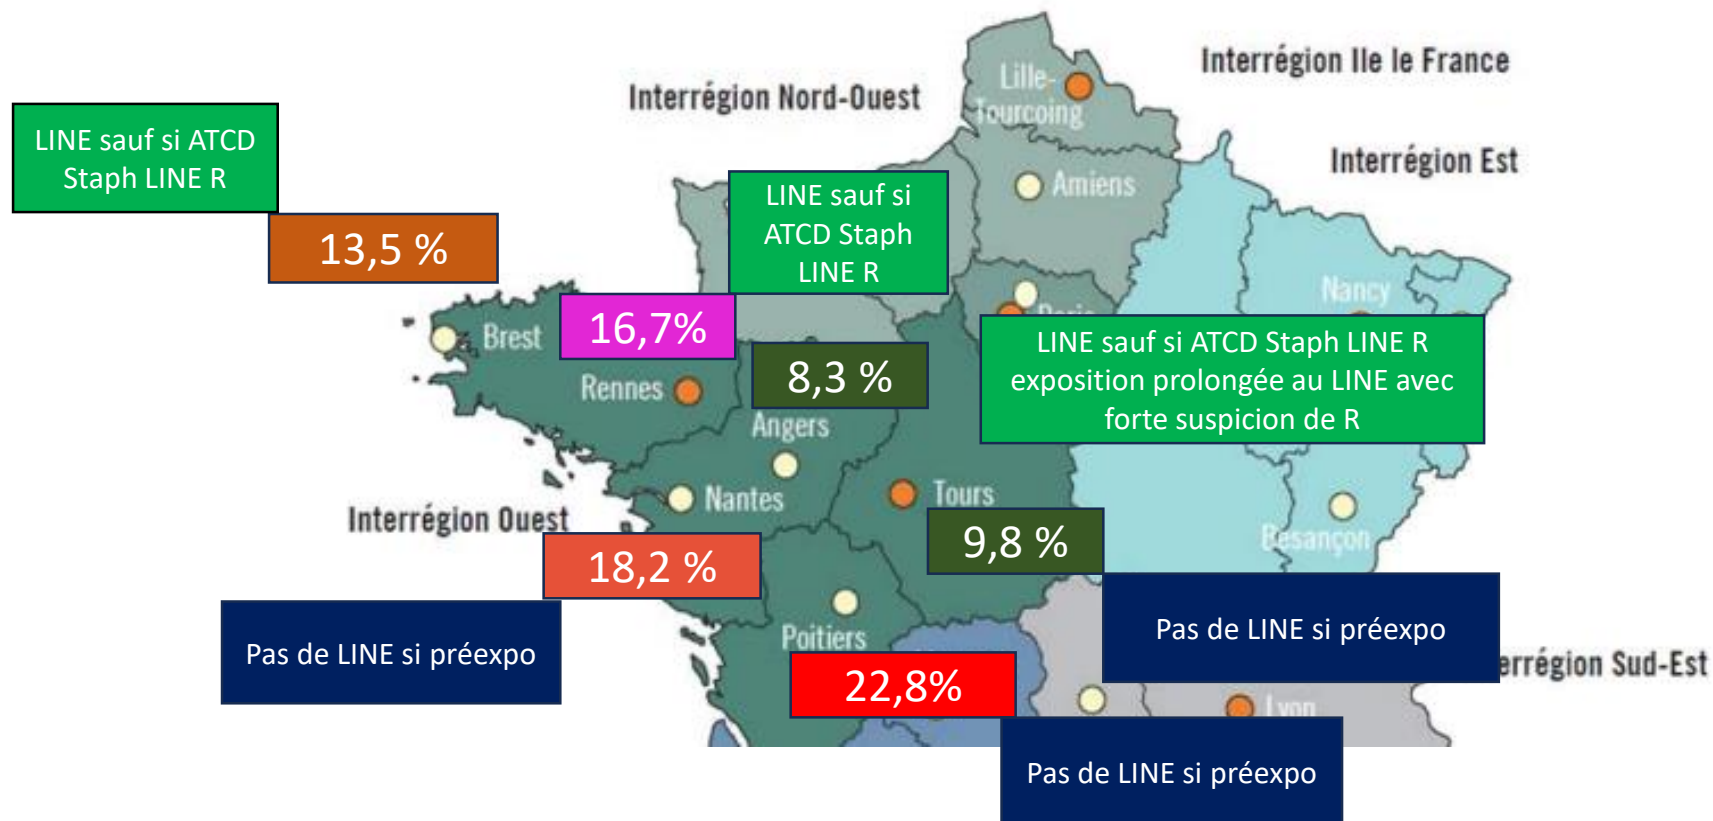 Interrégion Ile le France
Lille-
Tourcoing
Interrégion Nord-Ouest
LINE sauf si ATCD
Staph LINE R
Interrégion Est
Amiens
LINE sauf si
ATCD Staph
LINE R
13,5 %
Nancy
16,7%
Brest
LINE sauf si ATCD Staph LINE R
exposition prolongée au LINE avec
forte suspicion de R
8,3 %
Rennes
Angers
Nantes
Tours
Interrégion Ouest
9,8 %
Besançon
18,2 %
Pas de LINE si préexpo
Poitiers
Pas de LINE si préexpo
errégion Sud-Est
22,8%
Lyon
Pas de LINE si préexpo